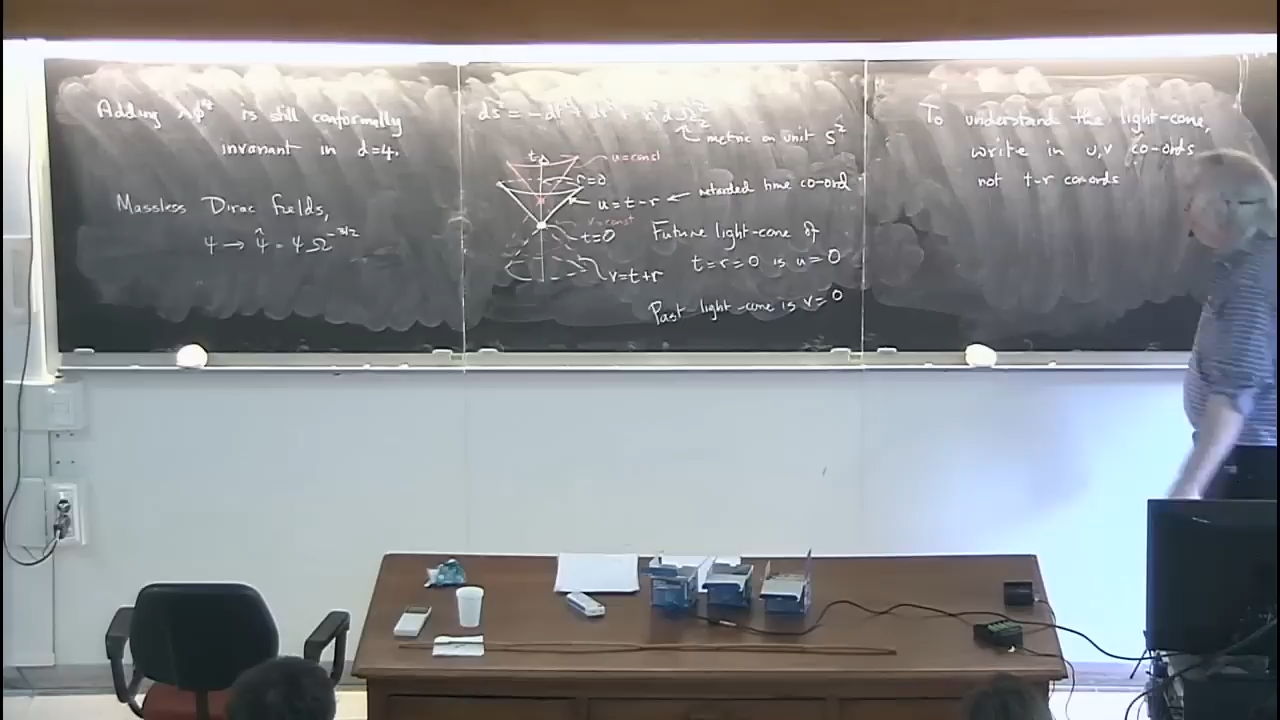 Adding λφ⁴ is still conformally
invariant in d=4.
Massless Dirac fields,
ψ → ψ̂ = ψ Ω^{-3/2}
ds² = -dt² + dr² + r² dΩ₂²
metric on unit S²
t
u=const
r=0
u = t-r ← retarded time co-ord
v=const
t=0
v=t+r
Future light-cone of
t=r=0 is u=0
Past light-cone is v=0
To understand the light-cone,
write in u,v co-ords
not t-r co-ords